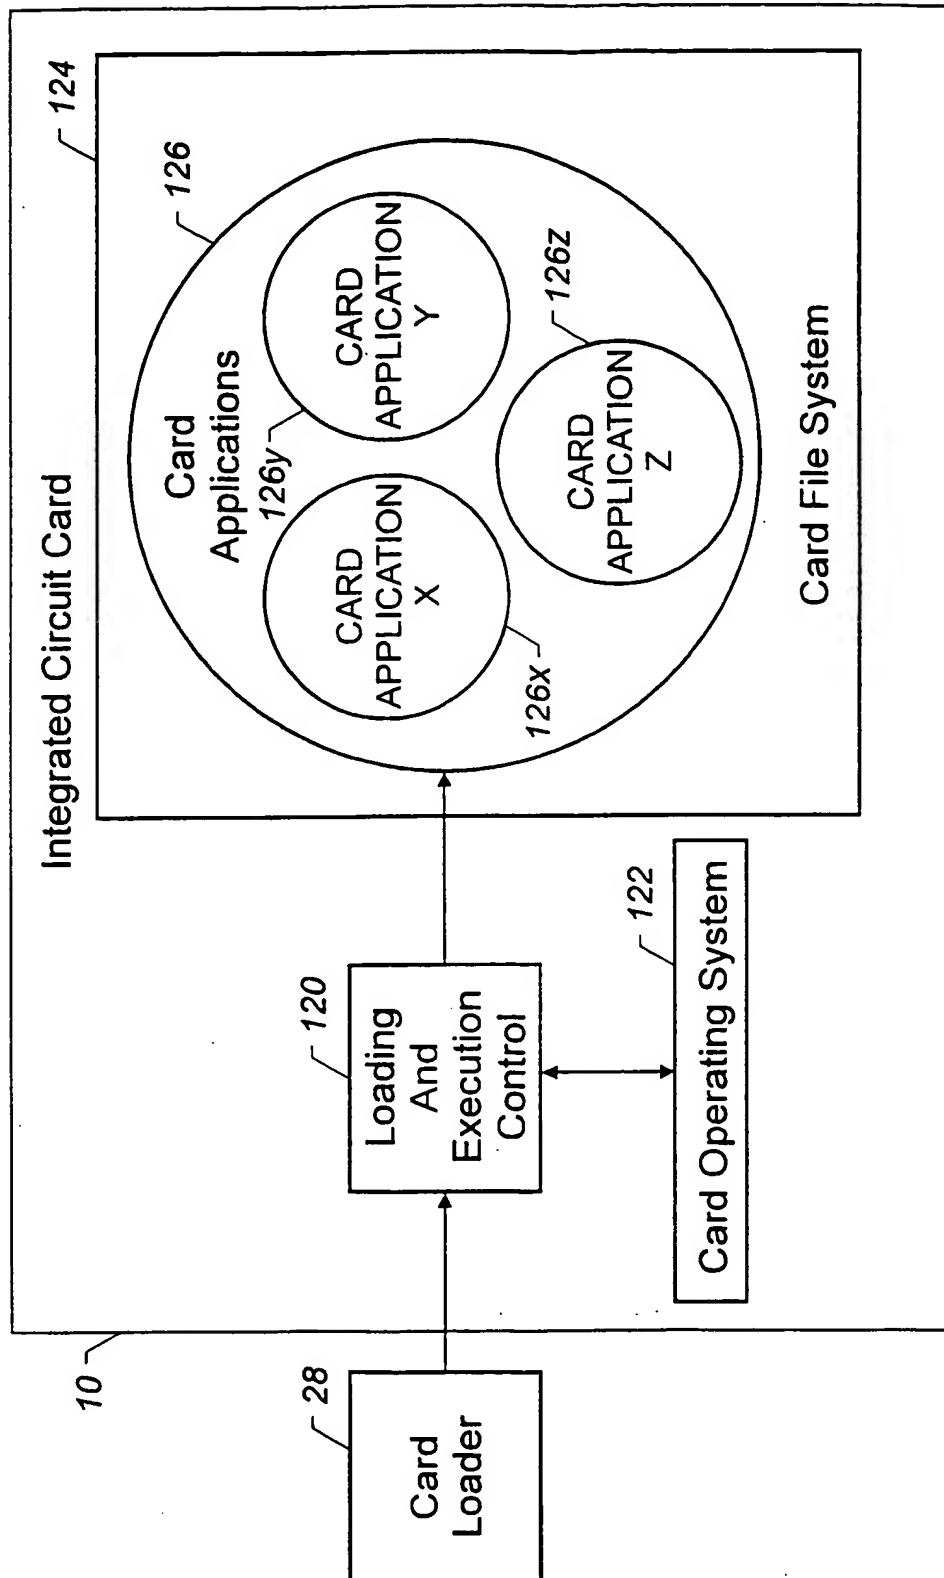 Integrated Circuit Card
10
124
126
Card
Applications
126y
CARD
APPLICATION
Y
CARD
APPLICATION
X
126x
126z
CARD
APPLICATION
Z
Card File System
120
Loading
And
Execution
Control
122
Card Operating System
28
Card
Loader